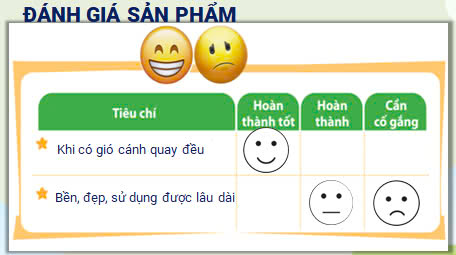 ĐÁNH GIÁ SẢN PHẨM
Tiêu chí
Hoàn thành tốt
Hoàn thành
Cần cố gắng
Khi có gió cánh quay đều
Bền, đẹp, sử dụng được lâu dài